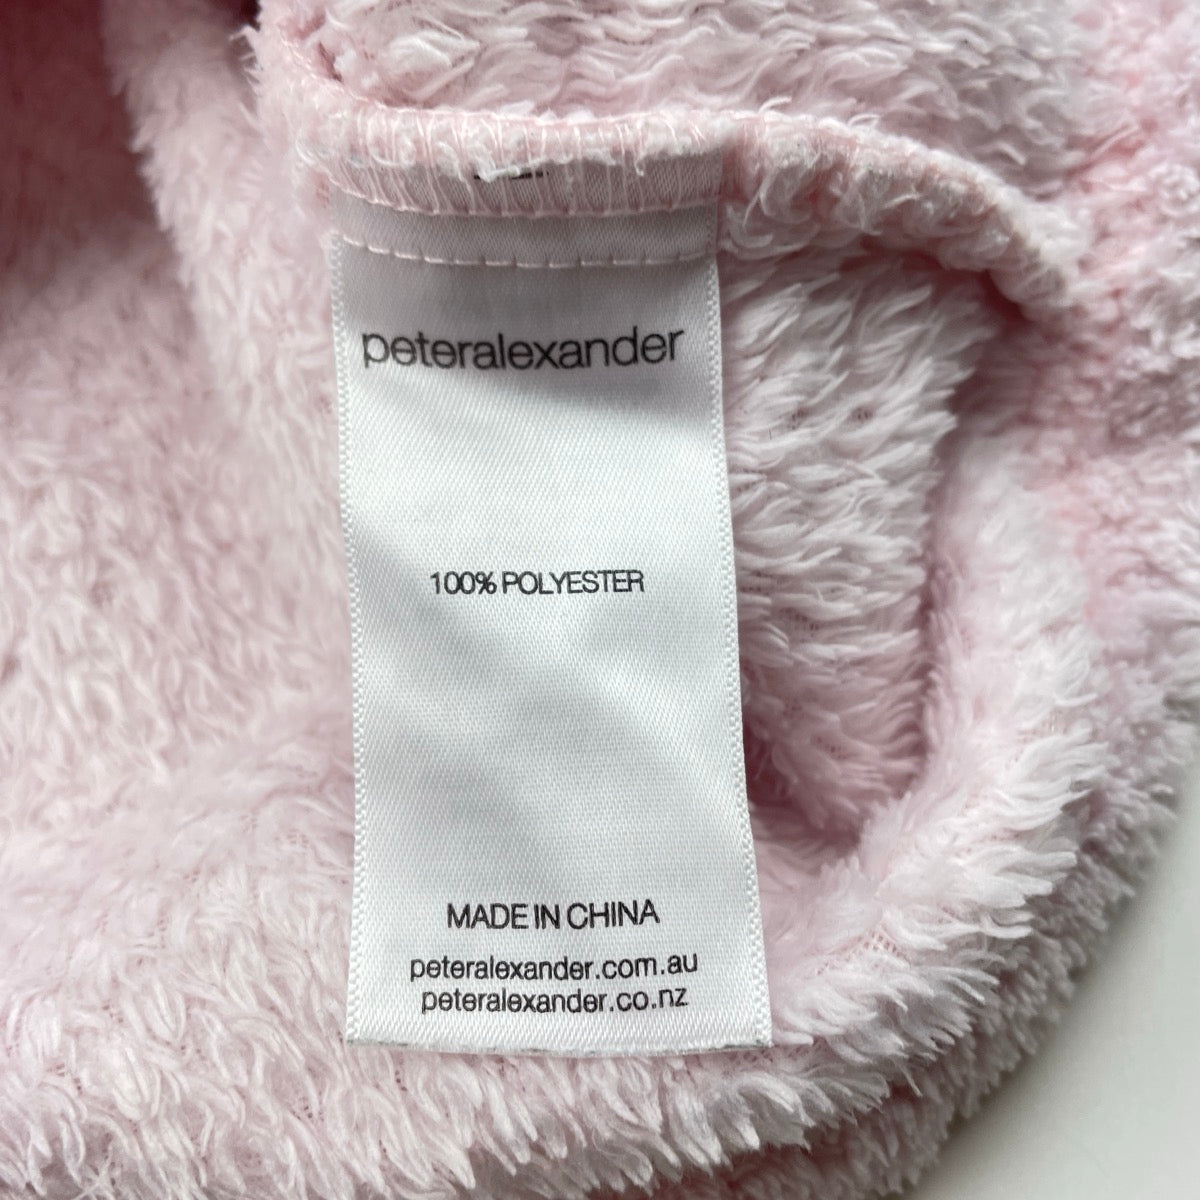 peteralexander
100% POLYESTER
MADE IN CHINA
peteralexander.com.au
peteralexander.co.nz